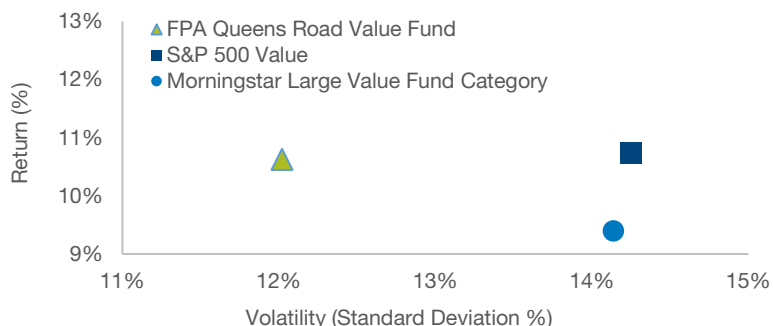 13%
FPA Queens Road Value Fund
S&P 500 Value
12%
Morningstar Large Value Fund Category
Return (%)
11%
10%
9%
11%
12%
13%
14%
15%
Volatility (Standard Deviation %)